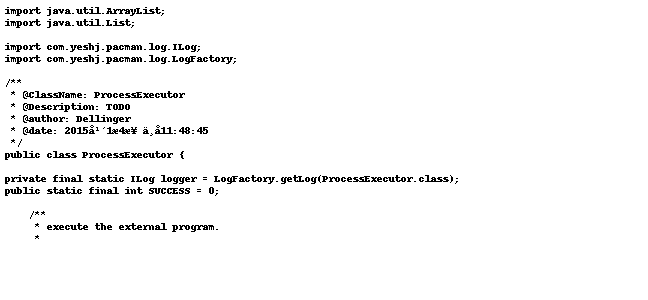 import java.util.ArrayList;
import java.util.List;
import com.yeshj.pacman.log.ILog;
import com.yeshj.pacman.log.LogFactory;
/**
* @ClassName: ProcessExecutor
* @Description: TODO
* @author: Dellinger
* @date: 2015å¹´1æ4æ¥ ä¸å11:48:45
*/
public class ProcessExecutor {
private final static ILog logger = LogFactory.getLog(ProcessExecutor.class);
public static final int SUCCESS = 0;
/**
* execute the external program.
*